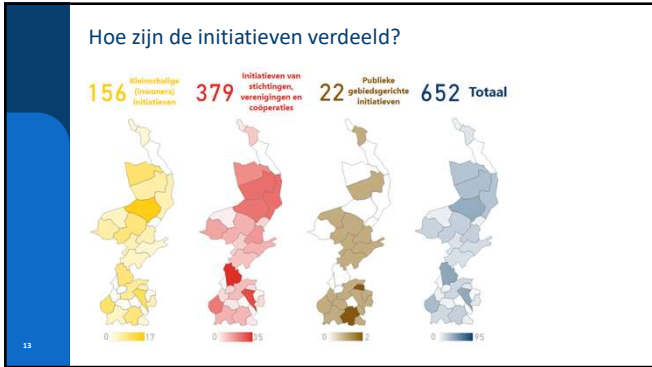 Hoe zijn de initiatieven verdeeld?
156 Kleinschalige (inwoners) initiatieven
379 Initiatieven van stichtingen, verenigingen en coöperaties
22 Publieke gebiedsgerichte initiatieven
652 Totaal
0 17
0 35
0 2
0 95
13